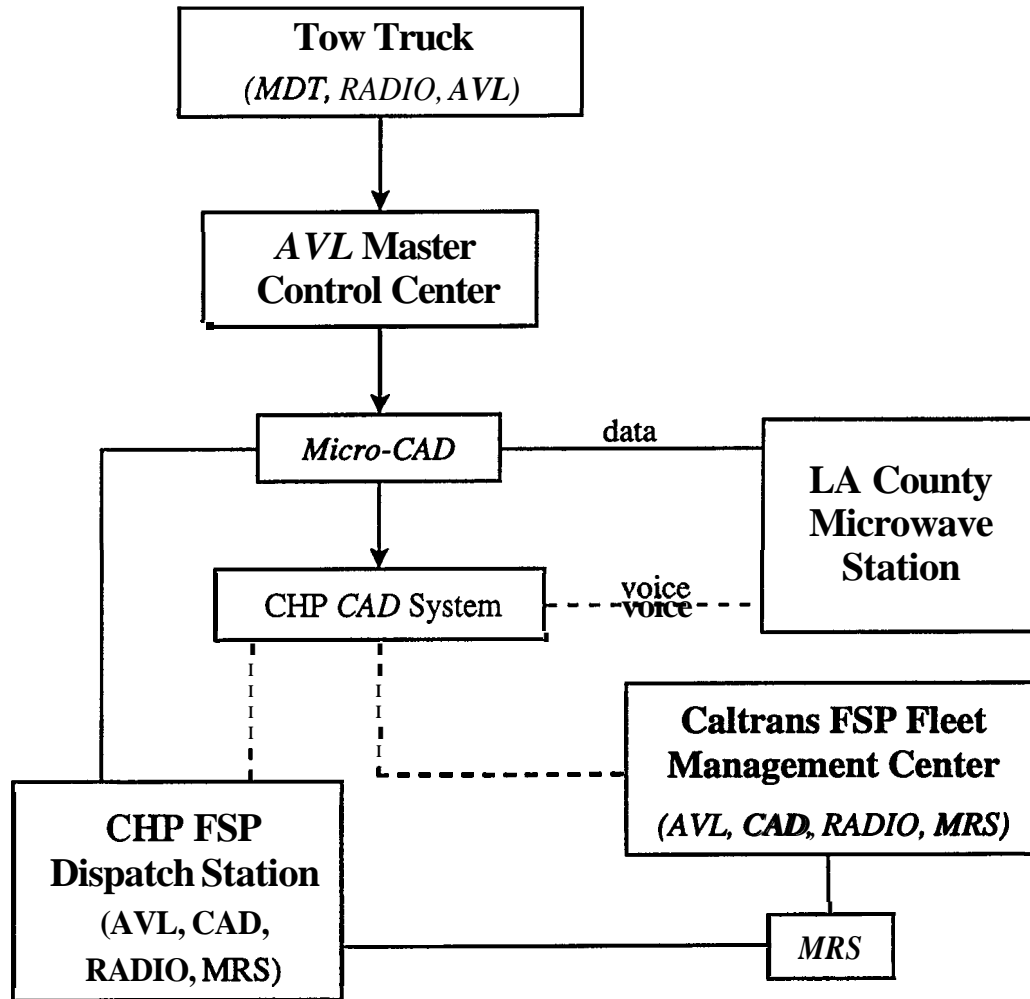 Tow Truck
(MDT, RADIO, AVL)
AVL Master
Control Center
Micro-CAD
data
LA County
Microwave
Station
CHP CAD System
voice
voice
Caltrans FSP Fleet
Management Center
(AVL, CAD, RADIO, MRS)
CHP FSP
Dispatch Station
(AVL, CAD,
RADIO, MRS)
MRS